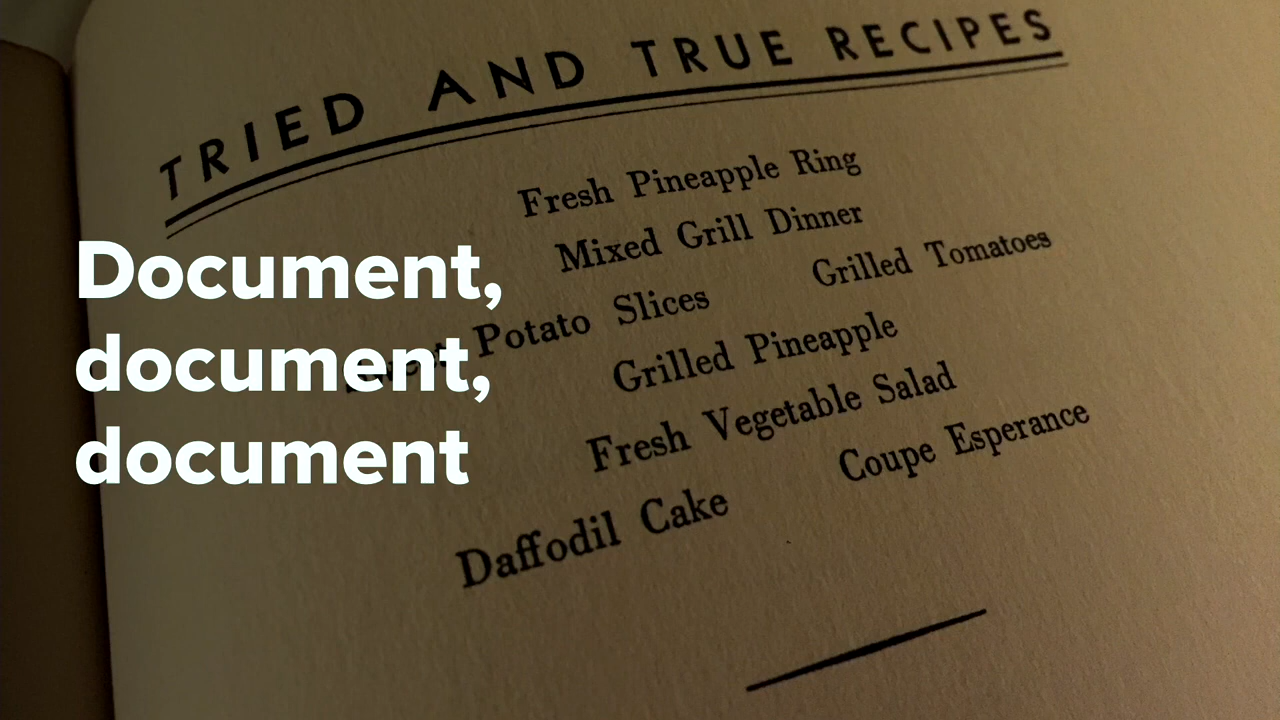 TRIED AND TRUE RECIPES
Fresh Pineapple Ring
Mixed Grill Dinner
Potato Slices Grilled Tomatoes
Grilled Pineapple
Fresh Vegetable Salad
Daffodil Cake Coupe Esperance
Document,
document,
document